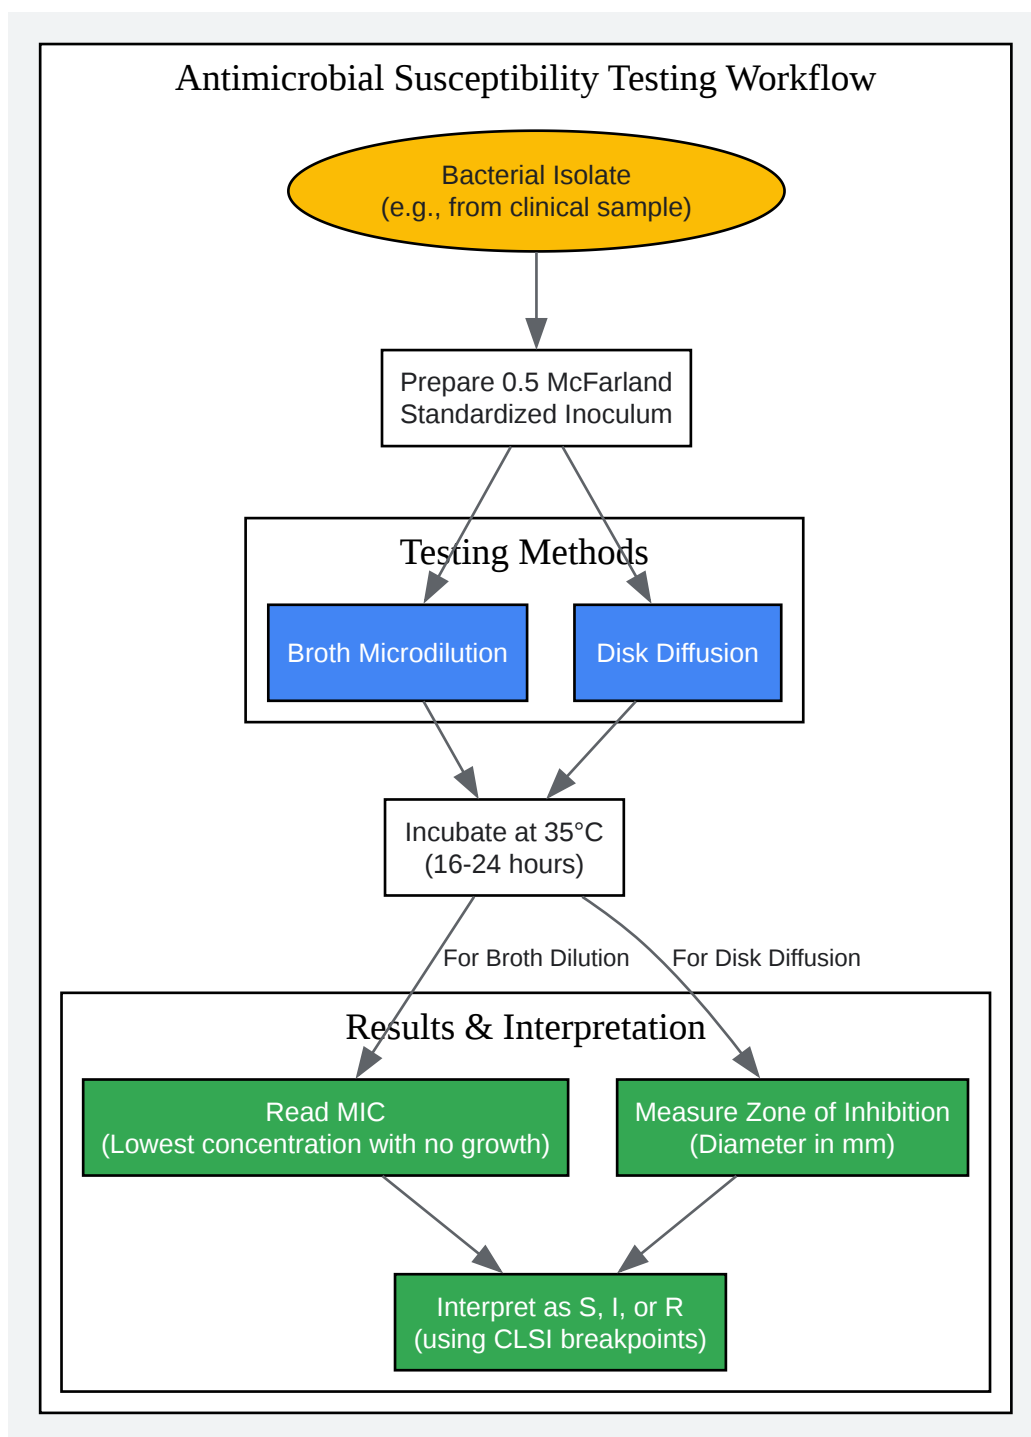 Antimicrobial Susceptibility Testing Workflow
Bacterial Isolate
(e.g., from clinical sample)
Prepare 0.5 McFarland
Standardized Inoculum
Testing Methods
Broth Microdilution
Disk Diffusion
Incubate at 35°C
(16-24 hours)
For Broth Dilution
For Disk Diffusion
Results & Interpretation
Read MIC
(Lowest concentration with no growth)
Measure Zone of Inhibition
(Diameter in mm)
Interpret as S, I, or R
(using CLSI breakpoints)